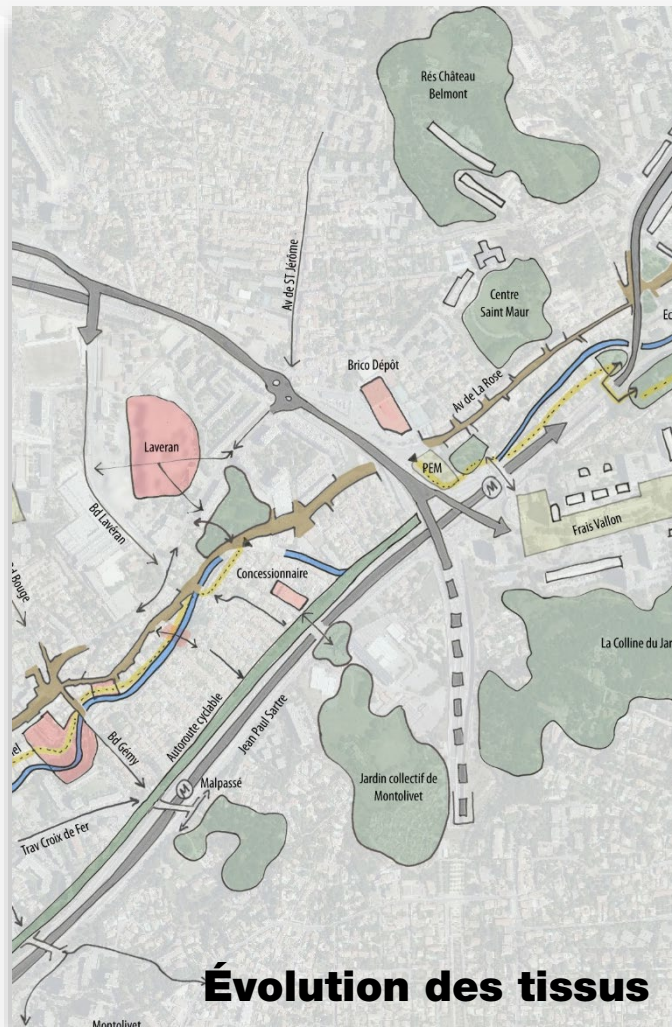 Rés Château
Belmont
Av de ST Jérôme
Centre
Saint Maur
Brico Dépôt
Av de La Rose
Laveran
PEM
M
Frais Vallon
Bd Lavéran
Concessionnaire
La Colline du Jar
Autoroute cyclable
Jean Paul Sartre
Bd Gémy
Jardin collectif de
Montolivet
M
Malpassé
Trav Croix de Fer
Évolution des tissus
Montolivet